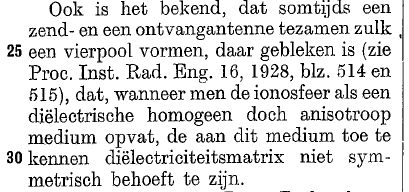 Ook is het bekend, dat somtijds een
zend- en een ontvangantenne tezamen zulk
25 een vierpool vormen, daar gebleken is (zie
Proc. Inst. Rad. Eng. 16, 1928, blz. 514 en
515), dat, wanneer men de ionosfeer als een
diëlectrische homogeen doch anisotroop
medium opvat, de aan dit medium toe te
30 kennen diëlectriciteitsmatrix niet sym-
metrisch behoeft te zijn.